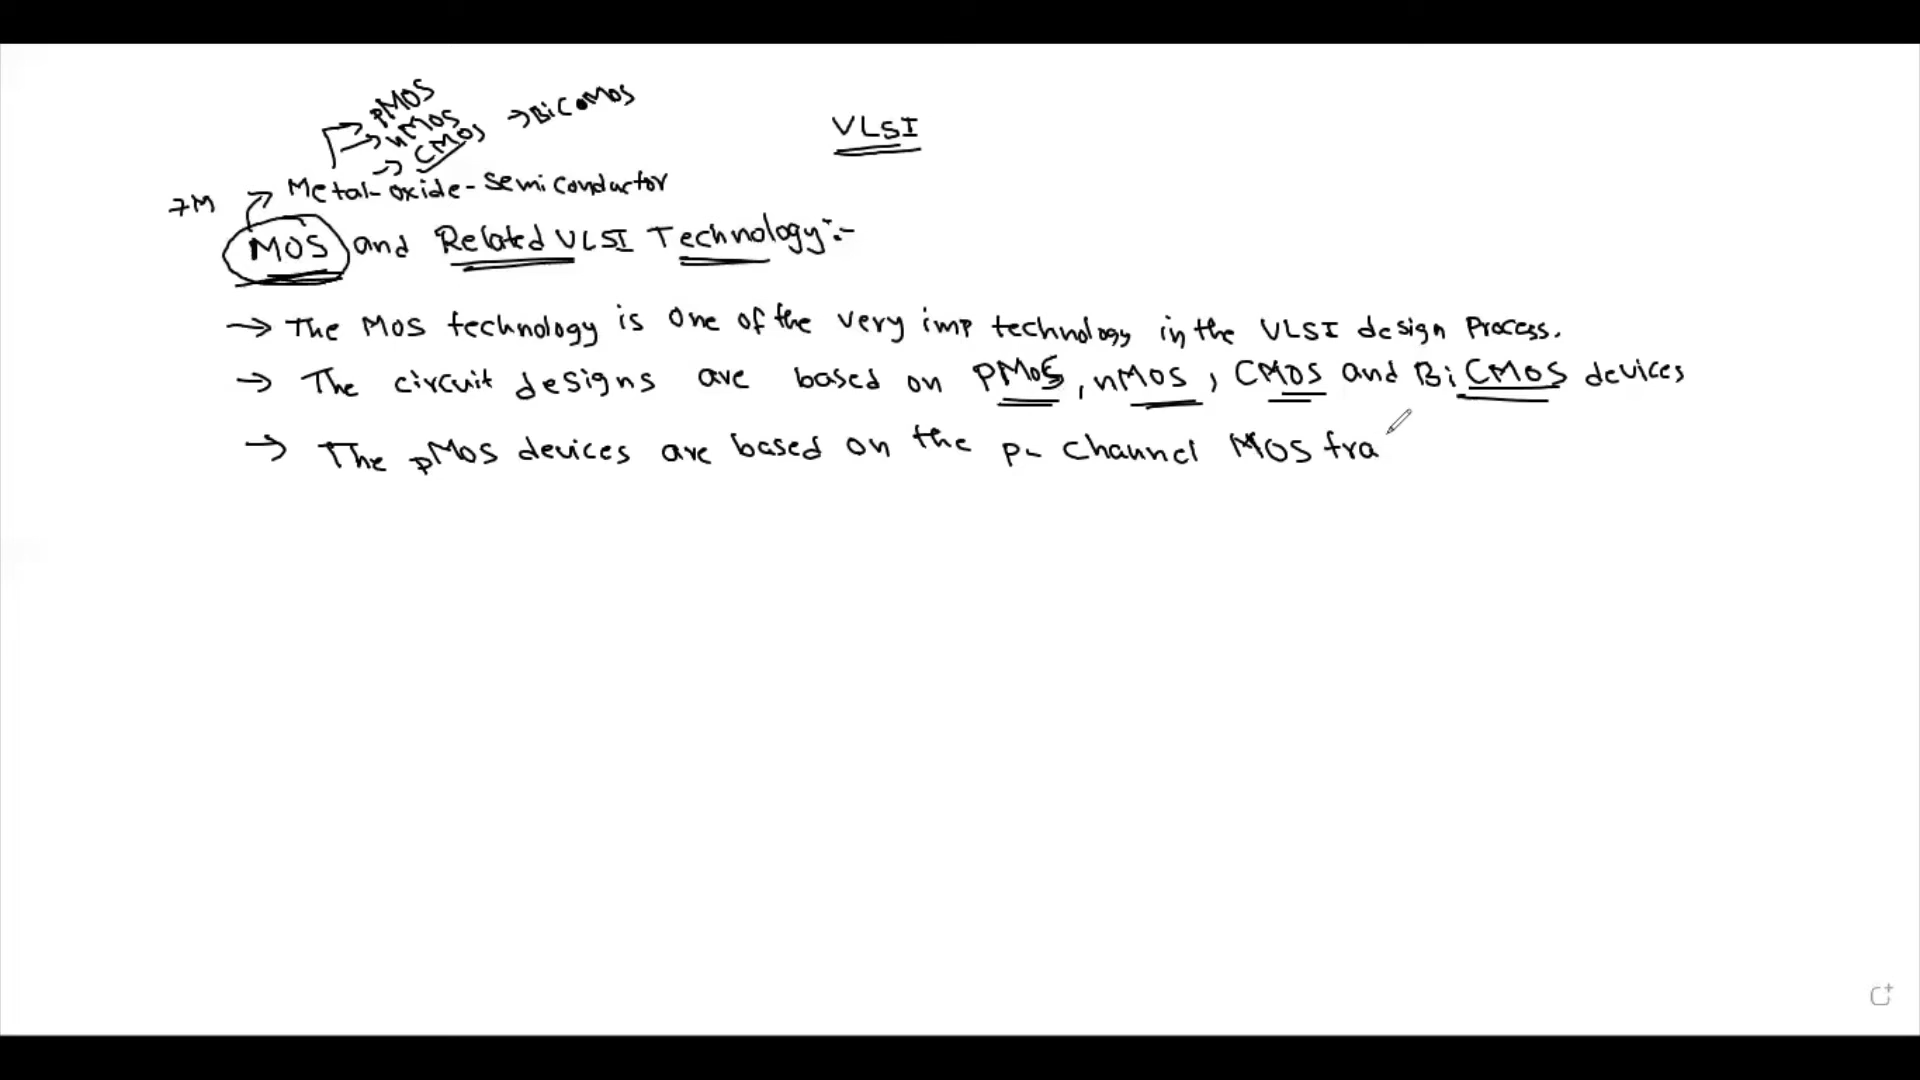 VLSI
pMOS
nMOS
CMOS → BiCMOS
7M → Metal-oxide-semiconductor
MOS and Related VLSI Technology:-
→ The MOS technology is one of the very imp technology in the VLSI design process.
→ The circuit designs are based on pMOS, nMOS, CMOS and BiCMOS devices
→ The pMOS devices are based on the p- channel MOS tra